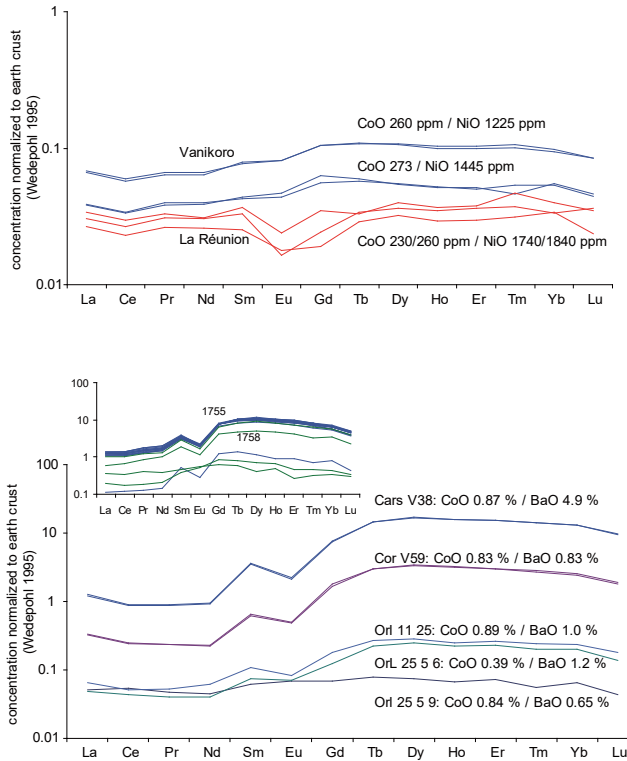 concentration normalized to earth crust
(Wedepohl 1995)
1
0.1
0.01
Vanikoro
CoO 260 ppm / NiO 1225 ppm
CoO 273 / NiO 1445 ppm
La Réunion
CoO 230/260 ppm / NiO 1740/1840 ppm
La Ce Pr Nd Sm Eu Gd Tb Dy Ho Er Tm Yb Lu
100
10
1
0.1
1755
1758
La Ce Pr Nd Sm Eu Gd Tb Dy Ho Er Tm Yb Lu
concentration normalized to earth crust
(Wedepohl 1995)
100
10
1
0.1
0.01
Cars V38: CoO 0.87 % / BaO 4.9 %
Cor V59: CoO 0.83 % / BaO 0.83 %
Orl 11 25: CoO 0.89 % / BaO 1.0 %
OrL 25 5 6: CoO 0.39 % / BaO 1.2 %
Orl 25 5 9: CoO 0.84 % / BaO 0.65 %
La Ce Pr Nd Sm Eu Gd Tb Dy Ho Er Tm Yb Lu